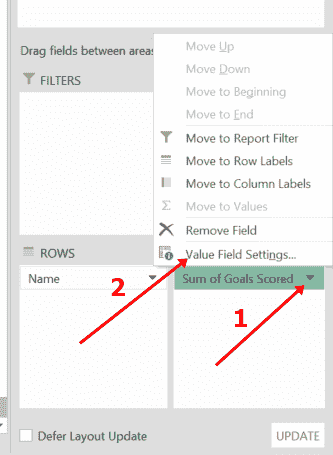 Drag fields between areas
FILTERS
Move Up
Move Down
Move to Beginning
Move to End
Move to Report Filter
Move to Row Labels
Move to Column Labels
Σ Move to Values
Remove Field
Value Field Settings...
ROWS
Name
Sum of Goals Scored
2
1
Defer Layout Update
UPDATE